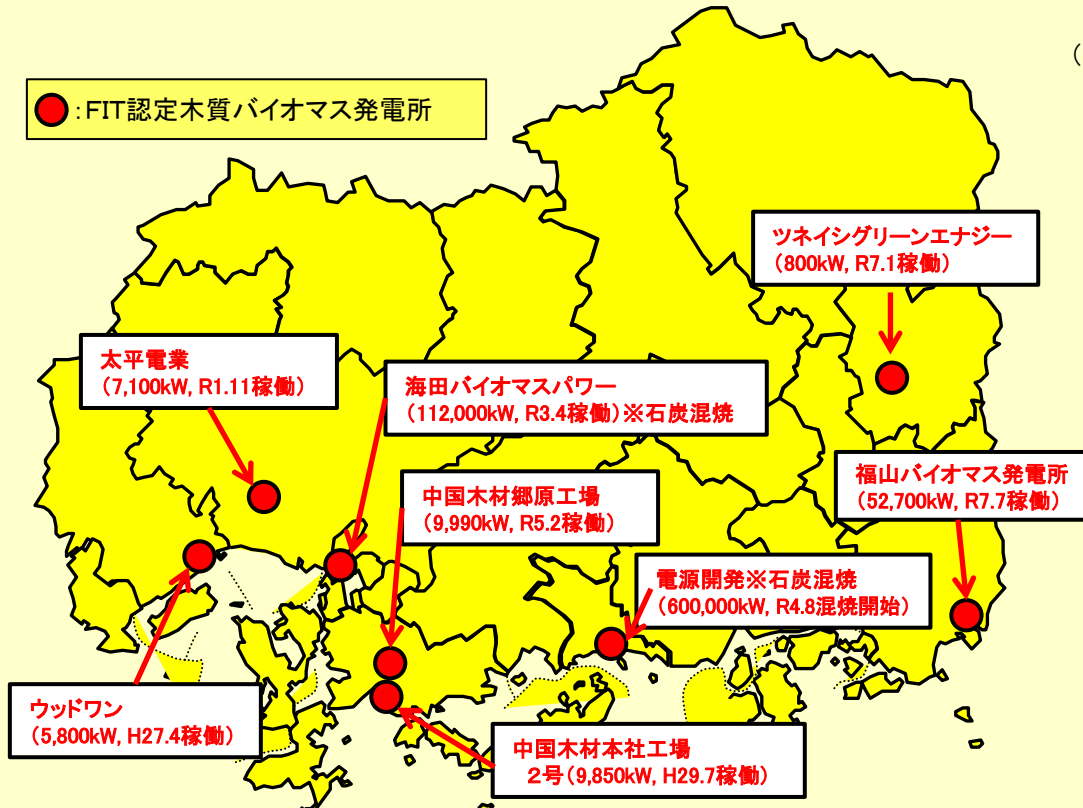 (
:FIT認定木質バイオマス発電所
ツネイシグリーンエナジー
(800kW, R7.1稼働)
太平電業
(7,100kW, R1.11稼働)
海田バイオマスパワー
(112,000kW, R3.4稼働)※石炭混焼
中国木材郷原工場
(9,990kW, R5.2稼働)
福山バイオマス発電所
(52,700kW, R7.7稼働)
電源開発※石炭混焼
(600,000kW, R4.8混焼開始)
ウッドワン
(5,800kW, H27.4稼働)
中国木材本社工場
2号(9,850kW, H29.7稼働)